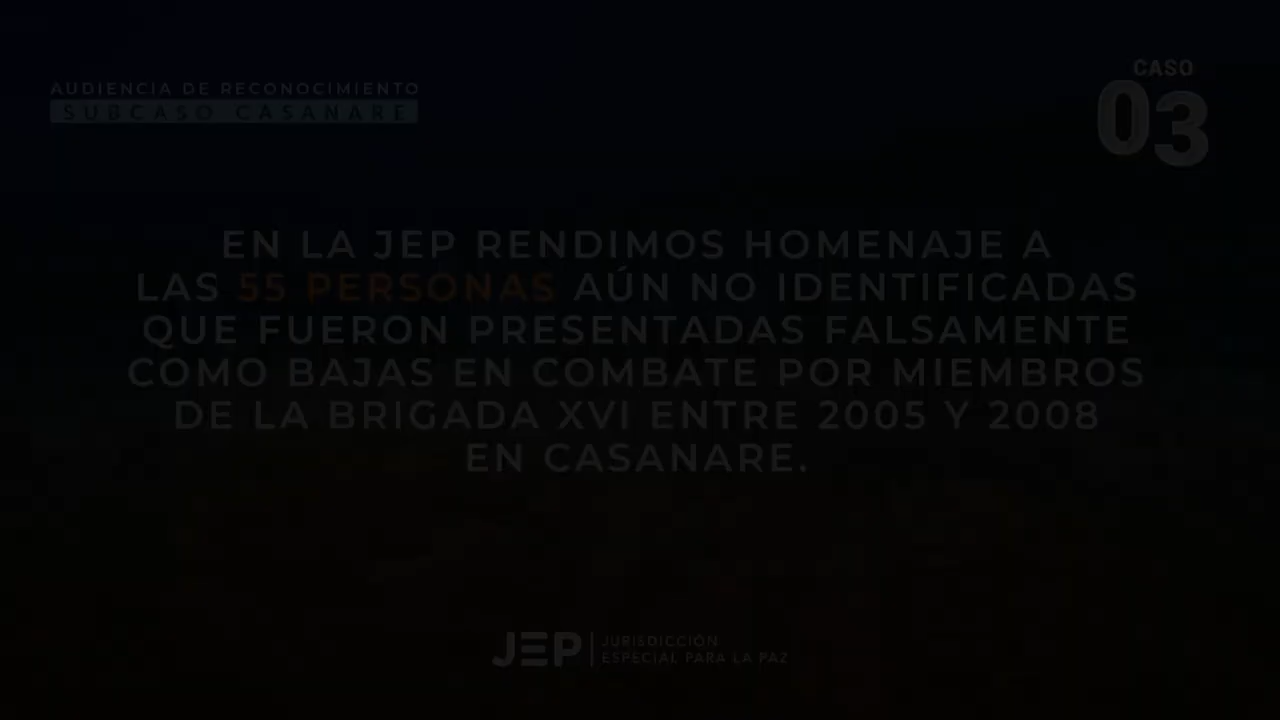 AUDIENCIA DE RECONOCIMIENTO
SUBCASO CASANARE
CASO
03
EN LA JEP RENDIMOS HOMENAJE A
LAS 55 PERSONAS AÚN NO IDENTIFICADAS
QUE FUERON PRESENTADAS FALSAMENTE
COMO BAJAS EN COMBATE POR MIEMBROS
DE LA BRIGADA XVI ENTRE 2005 Y 2008
EN CASANARE.
JEP
JURISDICCIÓN
ESPECIAL PARA LA PAZ